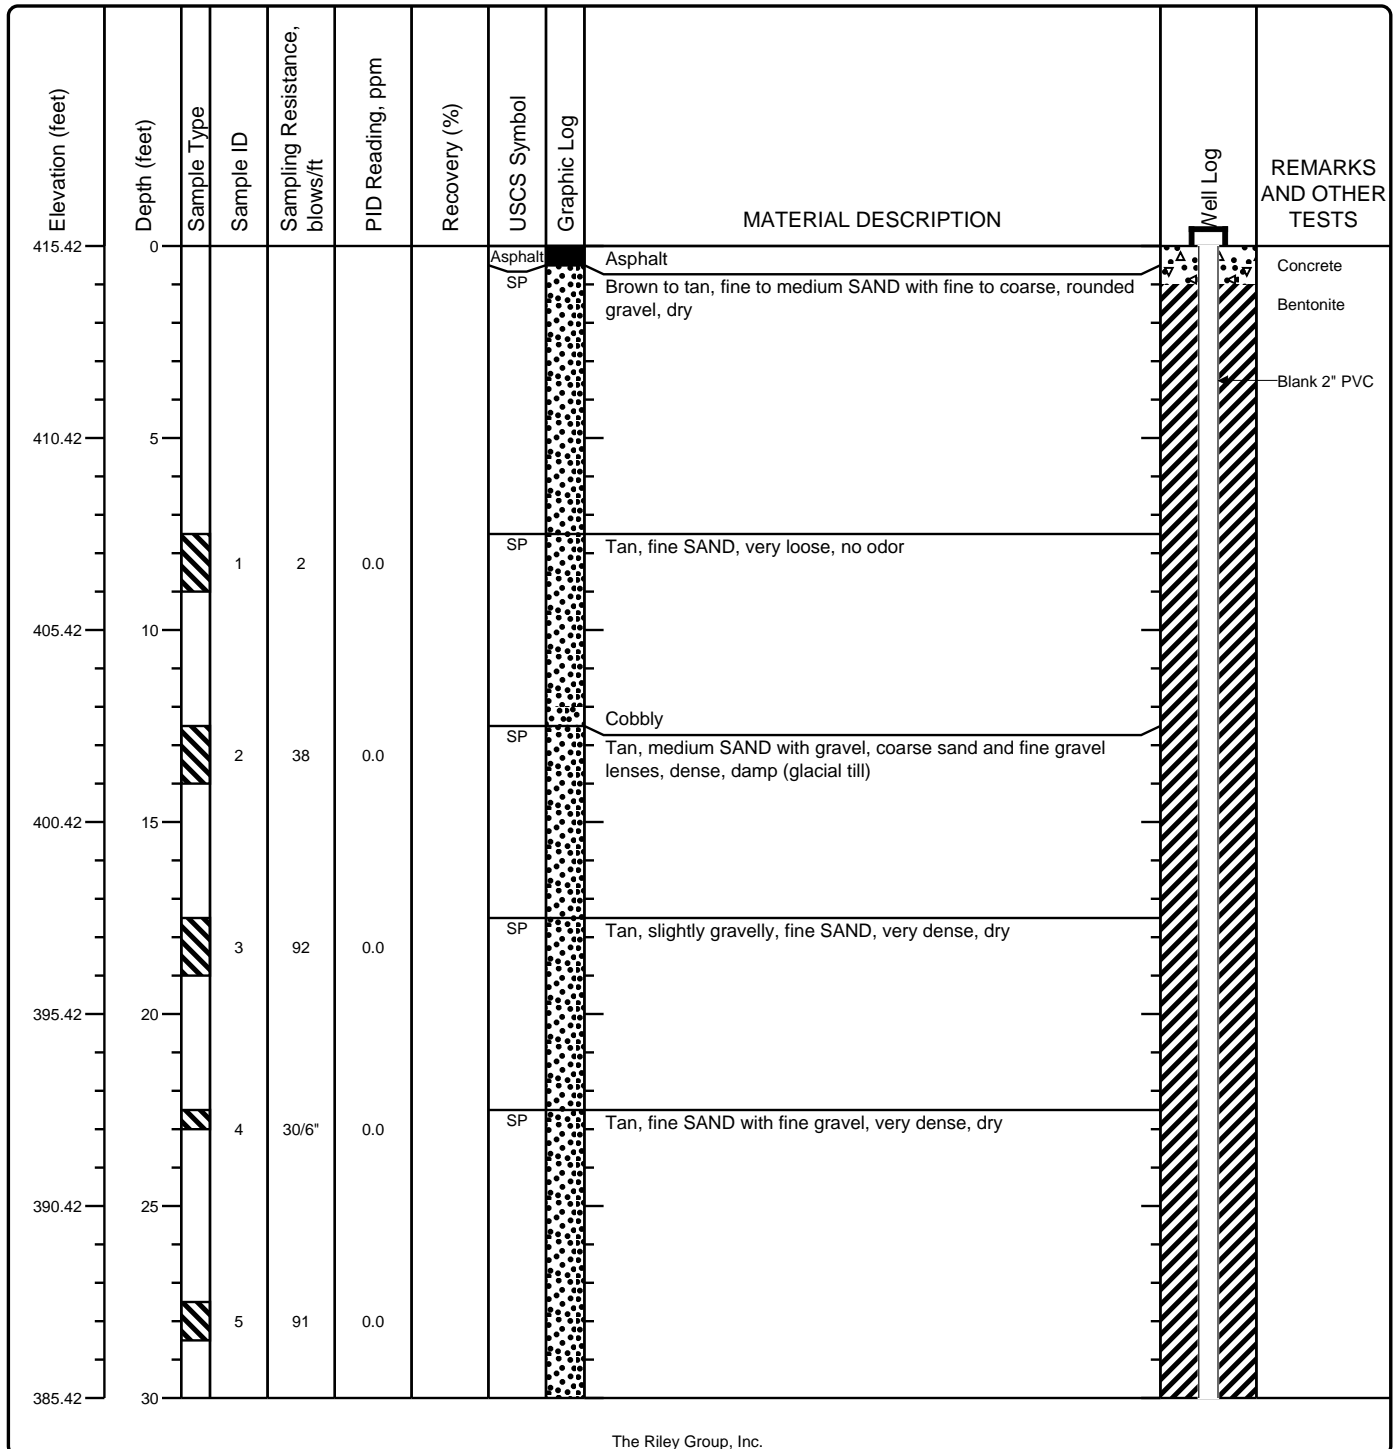 Elevation (feet)
Depth (feet)
Sample Type
Sample ID
Sampling Resistance,
blows/ft
PID Reading, ppm
Recovery (%)
USCS Symbol
Graphic Log
MATERIAL DESCRIPTION
Well Log
REMARKS
AND OTHER
TESTS
415.42 0
Asphalt Asphalt
Concrete
SP Brown to tan, fine to medium SAND with fine to coarse, rounded
gravel, dry
Bentonite
Blank 2" PVC
410.42 5
SP Tan, fine SAND, very loose, no odor
1 2 0.0
405.42 10
Cobbly
SP Tan, medium SAND with gravel, coarse sand and fine gravel
lenses, dense, damp (glacial till)
2 38 0.0
400.42 15
SP Tan, slightly gravelly, fine SAND, very dense, dry
3 92 0.0
395.42 20
SP Tan, fine SAND with fine gravel, very dense, dry
4 30/6" 0.0
390.42 25
5 91 0.0
385.42 30
The Riley Group, Inc.